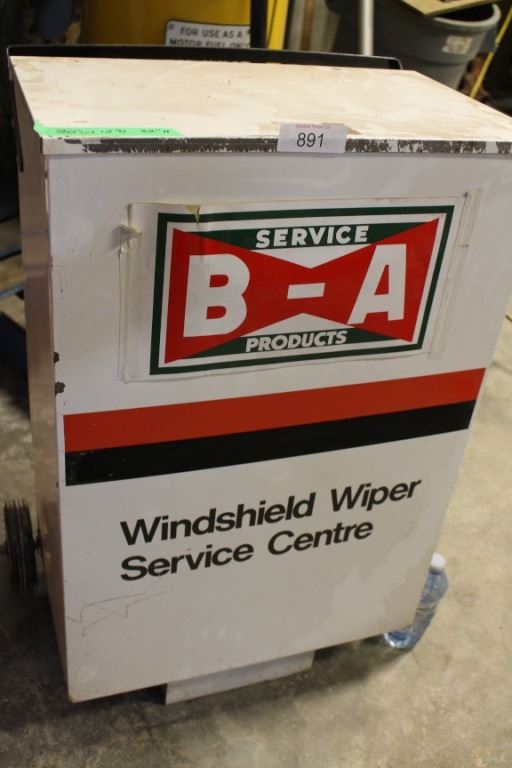 FOR USE AS A
MOTOR FUEL ONLY
891
SERVICE
B-A
PRODUCTS
Windshield Wiper
Service Centre